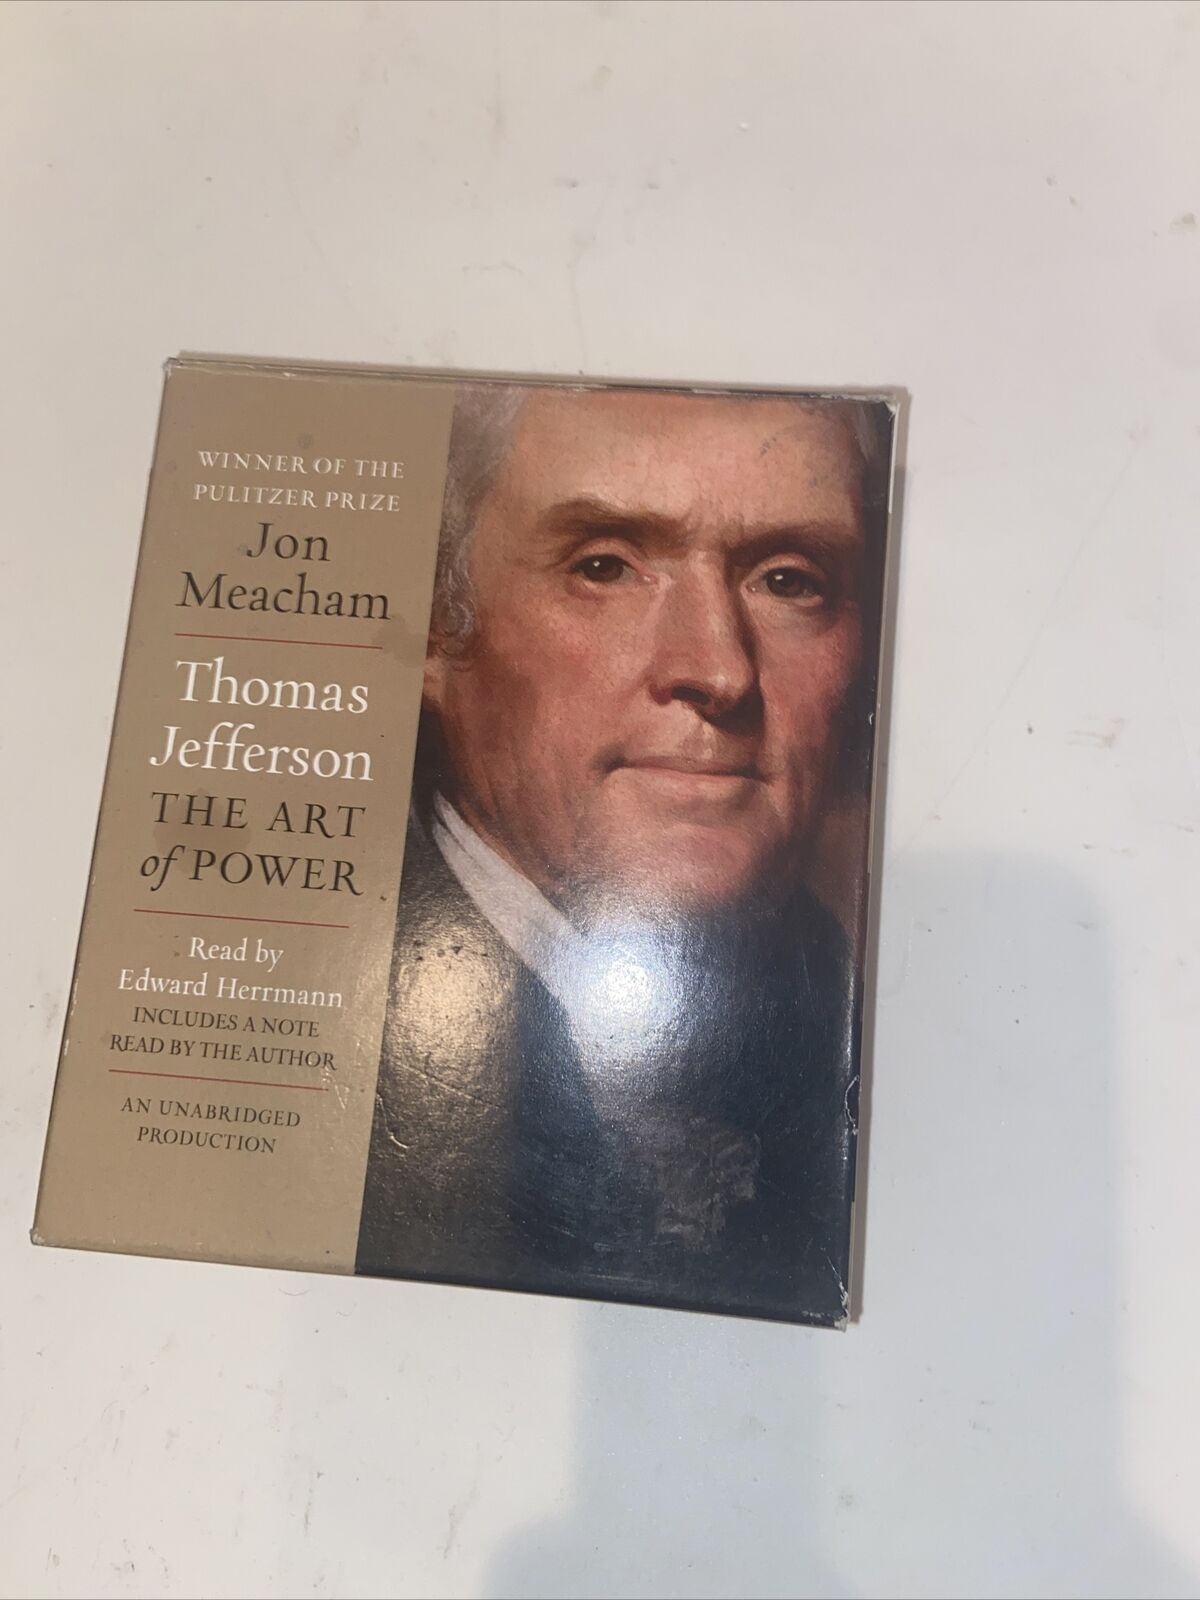 WINNER OF THE
PULITZER PRIZE
Jon
Meacham
Thomas
Jefferson
THE ART
of POWER
Read by
Edward Herrmann
INCLUDES A NOTE
READ BY THE AUTHOR
AN UNABRIDGED
PRODUCTION